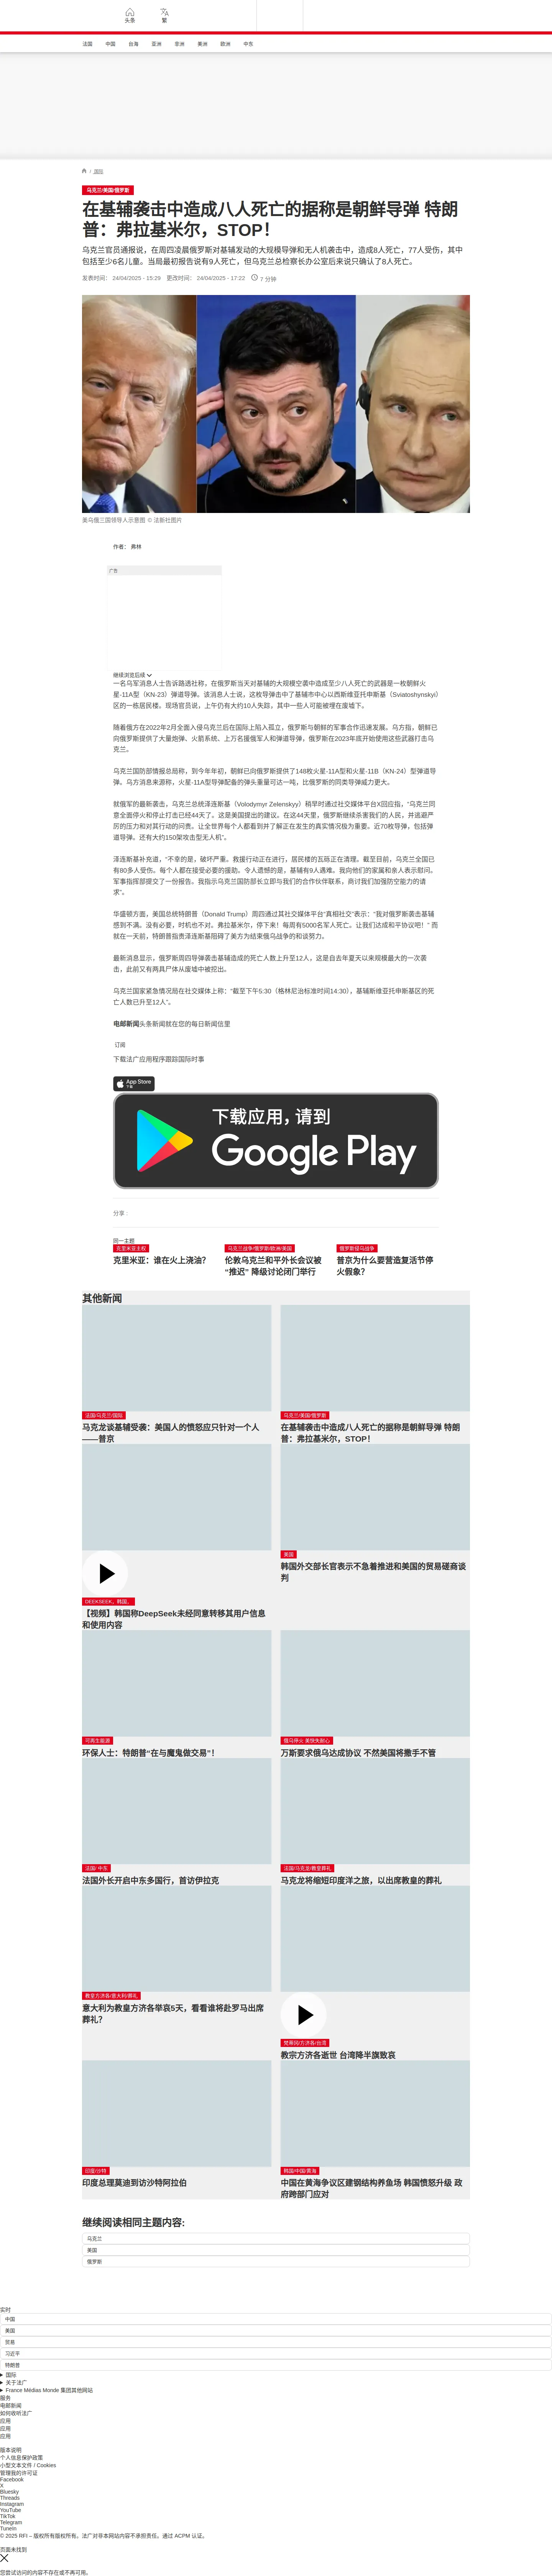 头条
繁
法国
中国
台海
亚洲
非洲
美洲
欧洲
中东
/ 国际
乌克兰/美国/俄罗斯
在基辅袭击中造成八人死亡的据称是朝鲜导弹 特朗
普：弗拉基米尔，STOP！
乌克兰官员通报说，在周四凌晨俄罗斯对基辅发动的大规模导弹和无人机袭击中，造成8人死亡，77人受伤，其中
包括至少6名儿童。当局最初报告说有9人死亡，但乌克兰总检察长办公室后来说只确认了8人死亡。
发表时间： 24/04/2025 - 15:29 更改时间： 24/04/2025 - 17:22 7 分钟
美乌俄三国领导人示意图 © 法新社图片
作者： 弗林
广告
继续浏览后续
一名乌军消息人士告诉路透社称，在俄罗斯当天对基辅的大规模空袭中造成至少八人死亡的武器是一枚朝鲜火
星-11A型（KN-23）弹道导弹。该消息人士说，这枚导弹击中了基辅市中心以西斯维亚托申斯基（Sviatoshynskyi）
区的一栋居民楼。现场官员说，上午仍有大约10人失踪，其中一些人可能被埋在废墟下。
随着俄方在2022年2月全面入侵乌克兰后在国际上陷入孤立，俄罗斯与朝鲜的军事合作迅速发展。乌方指，朝鲜已
向俄罗斯提供了大量炮弹、火箭系统、上万名援俄军人和弹道导弹，俄罗斯在2023年底开始使用这些武器打击乌
克兰。
乌克兰国防部情报总局称，到今年年初，朝鲜已向俄罗斯提供了148枚火星-11A型和火星-11B（KN-24）型弹道导
弹。乌方消息来源称，火星-11A型导弹配备的弹头重量可达一吨，比俄罗斯的同类导弹威力更大。
就俄军的最新袭击，乌克兰总统泽连斯基（Volodymyr Zelenskyy）稍早时通过社交媒体平台X回应指，“乌克兰同
意全面停火和停止打击已经44天了。这是美国提出的建议。在这44天里，俄罗斯继续杀害我们的人民，并逃避严
厉的压力和对其行动的问责。让全世界每个人都看到并了解正在发生的真实情况极为重要。近70枚导弹，包括弹
道导弹。还有大约150架攻击型无人机”。
泽连斯基补充道，“不幸的是，破坏严重。救援行动正在进行，居民楼的瓦砾正在清理。截至目前，乌克兰全国已
有80多人受伤。每个人都在接受必要的援助。令人遗憾的是，基辅有9人遇难。我向他们的家属和亲人表示慰问。
军事指挥部提交了一份报告。我指示乌克兰国防部长立即与我们的合作伙伴联系，商讨我们加强防空能力的请
求”。
华盛顿方面，美国总统特朗普（Donald Trump）周四通过其社交媒体平台“真相社交”表示：“我对俄罗斯袭击基辅
感到不满。没有必要，时机也不对。弗拉基米尔，停下来！每周有5000名军人死亡。让我们达成和平协议吧！” 而
就在一天前，特朗普指责泽连斯基阻碍了美方为结束俄乌战争的和谈努力。
最新消息显示，俄罗斯周四导弹袭击基辅造成的死亡人数上升至12人，这是自去年夏天以来规模最大的一次袭
击，此前又有两具尸体从废墟中被挖出。
乌克兰国家紧急情况局在社交媒体上称：“截至下午5:30（格林尼治标准时间14:30），基辅斯维亚托申斯基区的死
亡人数已升至12人”。
电邮新闻头条新闻就在您的每日新闻信里
订阅
下载法广应用程序跟踪国际时事
App Store
下载
下载应用，请到
Google Play
分享 :
同一主题
克里米亚主权
克里米亚：谁在火上浇油?
乌克兰战争/俄罗斯/欧洲/美国
伦敦乌克兰和平外长会议被
“推迟” 降级讨论闭门举行
俄罗斯侵乌战争
普京为什么要营造复活节停
火假象?
其他新闻
法国/乌克兰/国际
马克龙谈基辅受袭：美国人的愤怒应只针对一个人
——普京
乌克兰/美国/俄罗斯
在基辅袭击中造成八人死亡的据称是朝鲜导弹 特朗
普：弗拉基米尔，STOP！
DEEKSEEK，韩国，
【视频】韩国称DeepSeek未经同意转移其用户信息
和使用内容
美国
韩国外交部长官表示不急着推进和美国的贸易磋商谈
判
可再生能源
环保人士：特朗普“在与魔鬼做交易”！
俄乌停火 美快失耐心
万斯要求俄乌达成协议 不然美国将撒手不管
法国/ 中东
法国外长开启中东多国行，首访伊拉克
法国/马克龙/教皇葬礼
马克龙将缩短印度洋之旅，以出席教皇的葬礼
教皇方济各/意大利/葬礼
意大利为教皇方济各举哀5天，看看谁将赴罗马出席
葬礼？
梵蒂冈/方济各/台湾
教宗方济各逝世 台湾降半旗致哀
印度/沙特
印度总理莫迪到访沙特阿拉伯
韩国/中国/黄海
中国在黄海争议区建钢结构养鱼场 韩国愤怒升级 政
府跨部门应对
继续阅读相同主题内容:
乌克兰
美国
俄罗斯
实时
中国
美国
贸易
习近平
特朗普
国际
关于法广
France Médias Monde 集团其他网站
服务
电邮新闻
如何收听法广
应用
应用
应用
版本说明
个人信息保护政策
小型文本文件 / Cookies
管理我的许可证
Facebook
X
Bluesky
Threads
Instagram
YouTube
TikTok
Telegram
TuneIn
© 2025 RFI – 版权所有版权所有。法广对非本网站内容不承担责任。通过 ACPM 认证。
页面未找到
您尝试访问的内容不存在或不再可用。